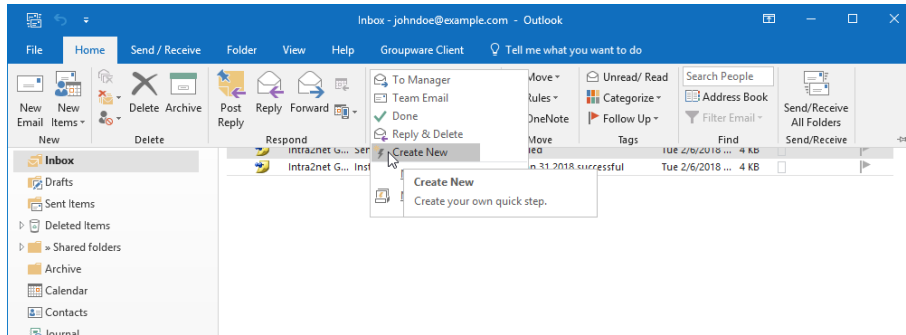 Inbox - johndoe@example.com - Outlook
File Home Send / Receive Folder View Help Groupware Client Tell me what you want to do
New Email
New Items
New
Delete Archive
Delete
Post Reply
Reply Forward
Respond
To Manager
Team Email
Done
Reply & Delete
Create New
Move
Rules
OneNote
Move
Unread/ Read
Categorize
Follow Up
Tags
Search People
Address Book
Filter Email
Find
Send/Receive All Folders
Send/Receive
Inbox
Drafts
Sent Items
Deleted Items
» Shared folders
Archive
Calendar
Contacts
Journal
Intra2net G... Tue 2/6/2018 ... 4 KB
Intra2net G... 31 2018 successful Tue 2/6/2018 ... 4 KB
Create New
Create your own quick step.